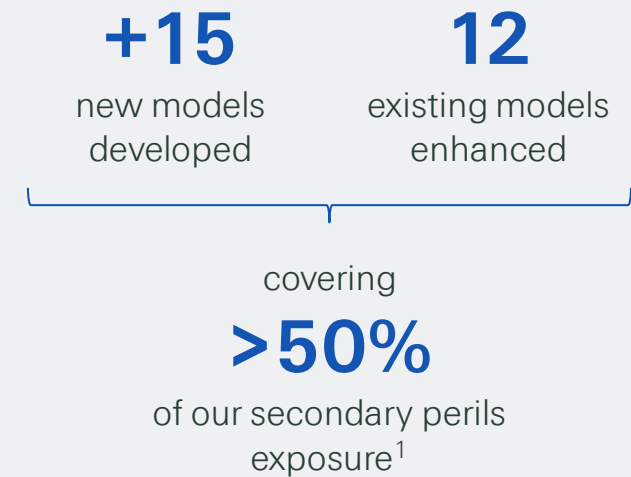 +15
new models
developed
12
existing models
enhanced
covering
>50%
of our secondary perils
exposure¹